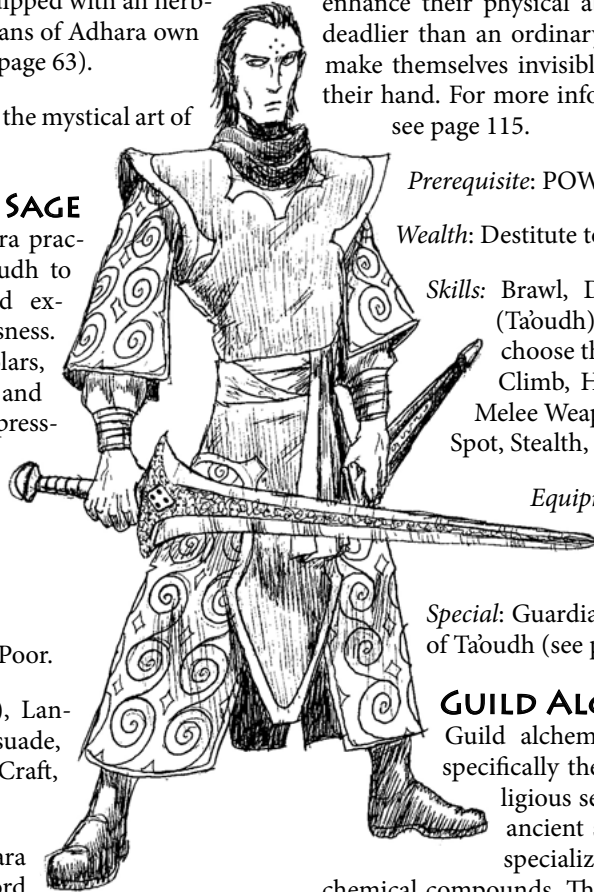 uipped with an herb-
ans of Adhara own
page 63).
the mystical art of
SAGE
ra prac-
udh to
d ex-
sness.
lars,
and
press-
Poor.
), Lan-
suade,
Craft,
ara
ord
enhance their physical a
deadlier than an ordinary
make themselves invisibl
their hand. For more info
see page 115.
Prerequisite: POW
Wealth: Destitute to
Skills: Brawl, D
(Ta'oudh)
choose th
Climb, H
Melee Weap
Spot, Stealth,
Equip
Special: Guardia
of Ta'oudh (see p
GUILD AL
Guild alchem
specifically the
ligious se
ancient
specializ
chemical compounds. Th